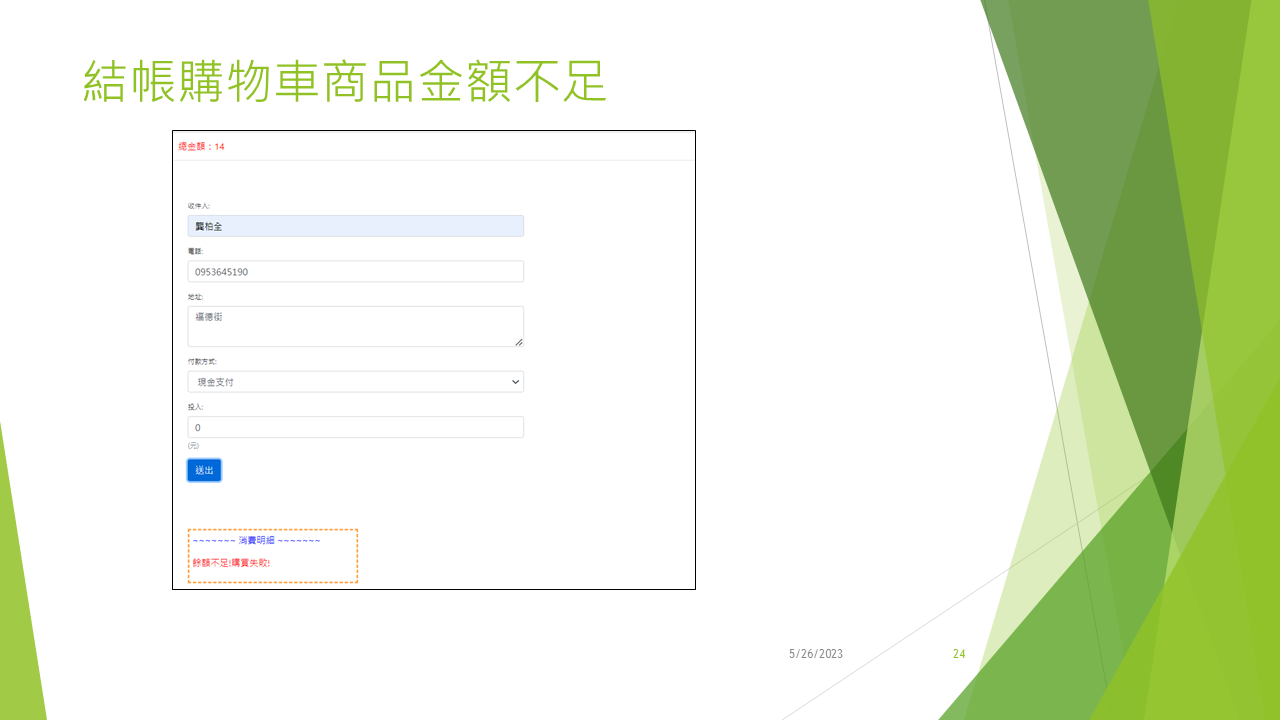 結帳購物車商品金額不足
總金額：14
收件人:
龔柏全
電話:
0953645190
地址:
福德街
付款方式:
現金支付
投入:
0
(元)
送出
~~~~~~~ 消費明細 ~~~~~~~
餘額不足!購買失敗!
5/26/2023
24